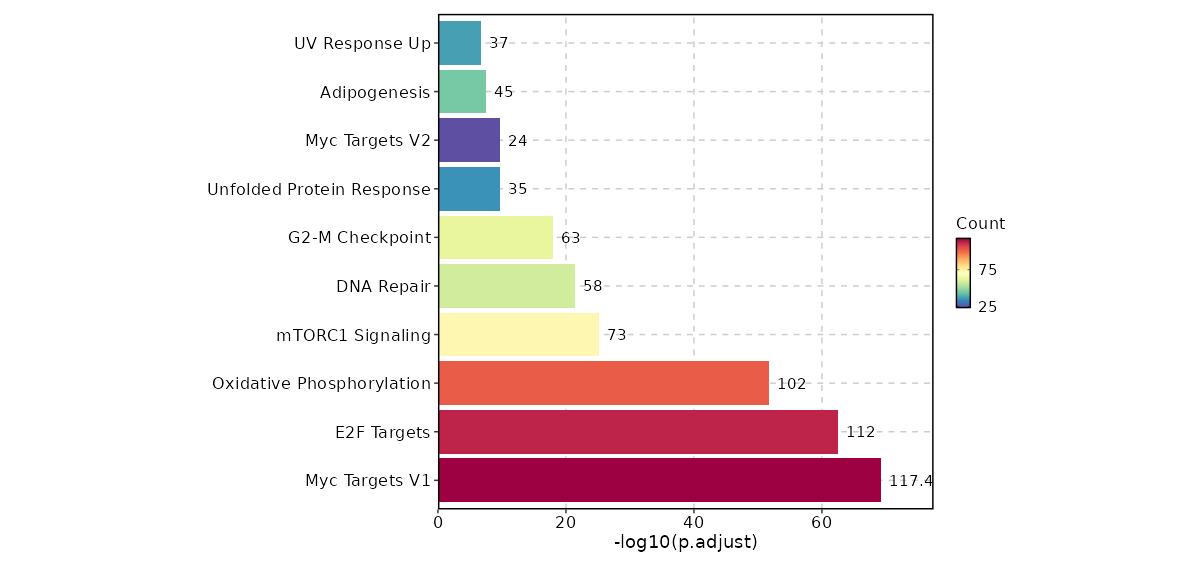 UV Response Up 37
Adipogenesis 45
Myc Targets V2 24
Unfolded Protein Response 35
G2-M Checkpoint 63
DNA Repair 58
mTORC1 Signaling 73
Oxidative Phosphorylation 102
E2F Targets 112
Myc Targets V1 117.4
0 20 40 60
-log10(p.adjust)
Count
75
25